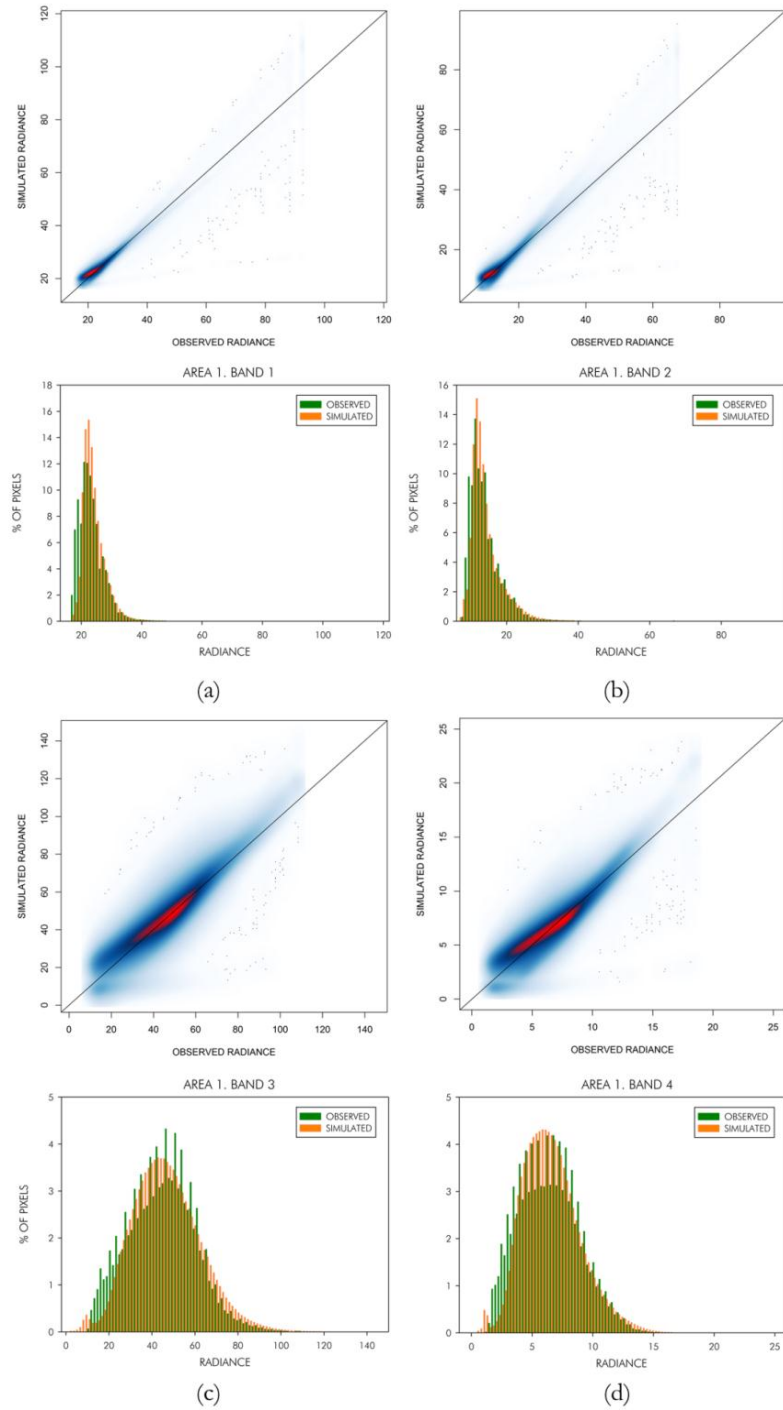 120
100
80
60
40
20
SIMULATED RADIANCE
20 40 60 80 100 120
OBSERVED RADIANCE
80
60
40
20
SIMULATED RADIANCE
20 40 60 80
OBSERVED RADIANCE
AREA 1. BAND 1
18
16
14
12
10
8
6
4
2
0
% OF PIXELS
OBSERVED
SIMULATED
20 40 60 80 100 120
RADIANCE
AREA 1. BAND 2
16
14
12
10
8
6
4
2
0
% OF PIXELS
OBSERVED
SIMULATED
20 40 60 80
RADIANCE
(a)
(b)
140
120
100
80
60
40
20
0
SIMULATED RADIANCE
0 20 40 60 80 100 120 140
OBSERVED RADIANCE
25
20
15
10
5
0
SIMULATED RADIANCE
0 5 10 15 20 25
OBSERVED RADIANCE
AREA 1. BAND 3
5
4
3
2
1
0
% OF PIXELS
OBSERVED
SIMULATED
0 20 40 60 80 100 120 140
RADIANCE
AREA 1. BAND 4
5
4
3
2
1
0
OBSERVED
SIMULATED
0 5 10 15 20 25
RADIANCE
(c)
(d)